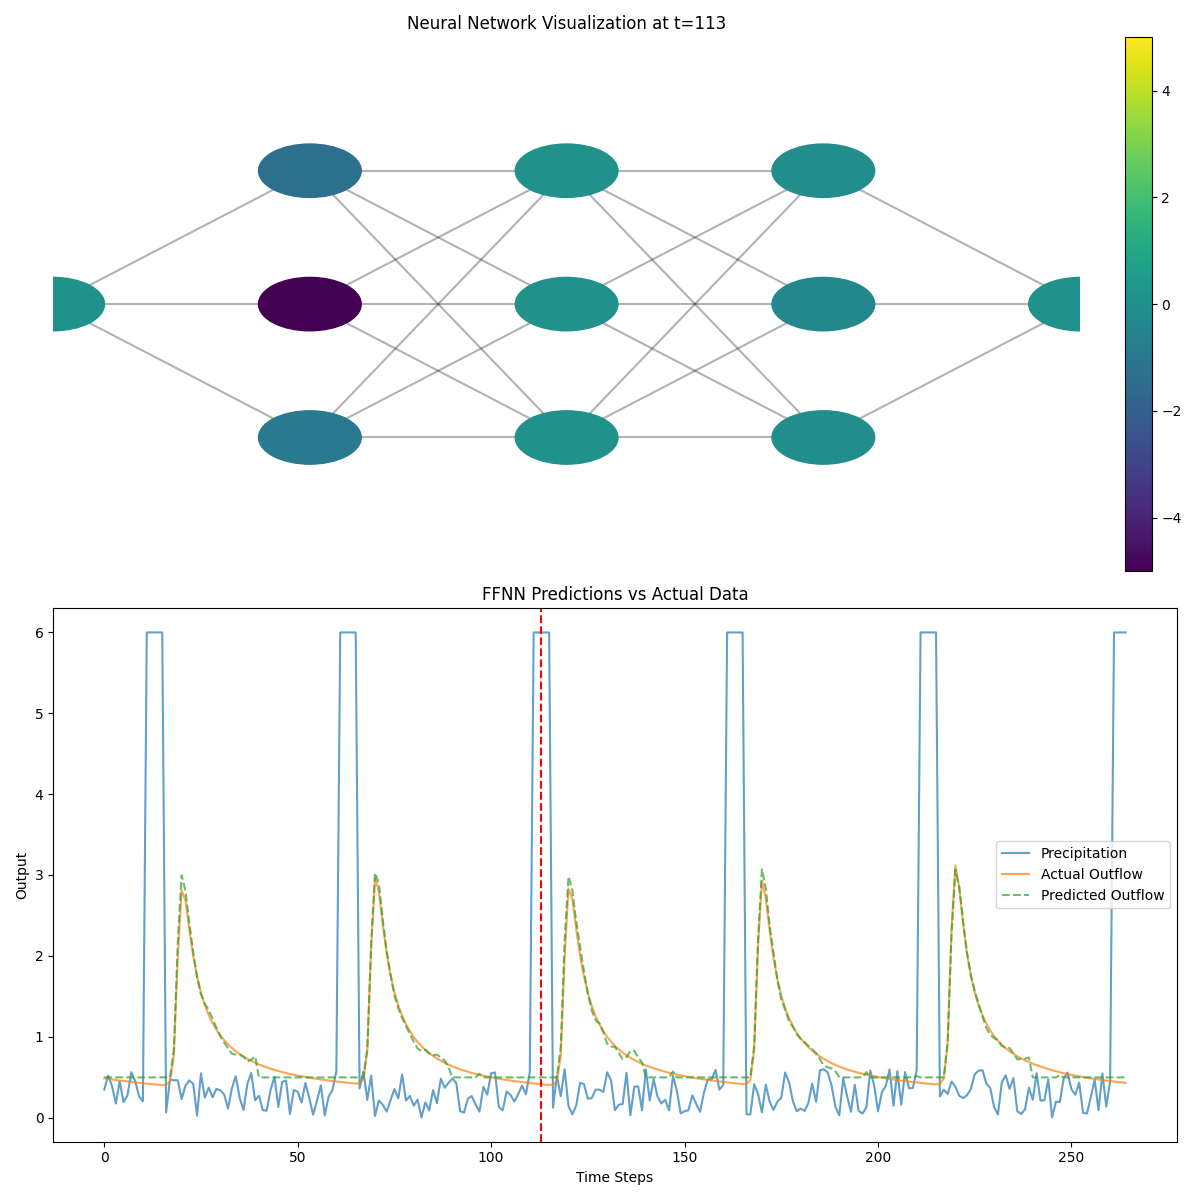 Neural Network Visualization at t=113
4
2
0
−2
−4
FFNN Predictions vs Actual Data
6
5
4
3
2
1
0
Output
Precipitation
Actual Outflow
Predicted Outflow
0 50 100 150 200 250
Time Steps